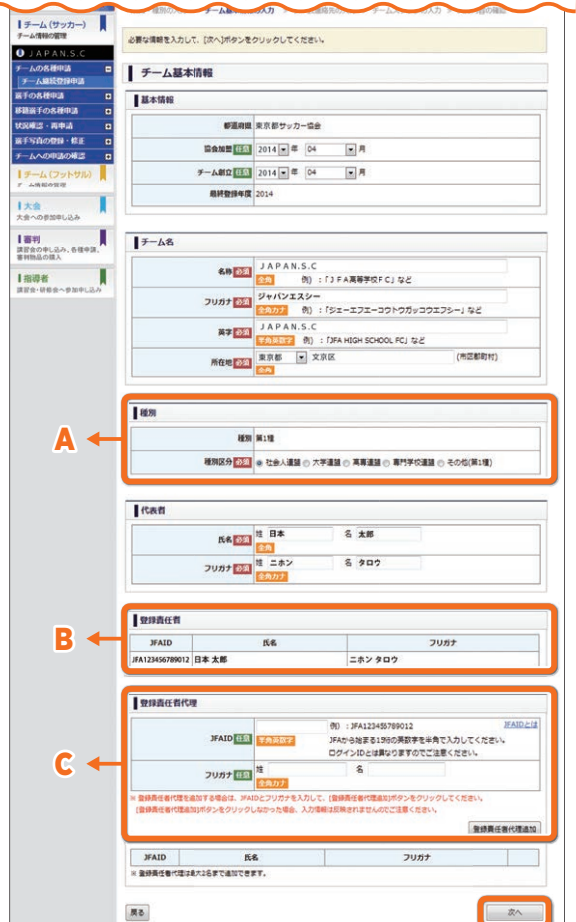 チーム (サッカー)
チーム情報の管理
JAPAN.S.C
チームの各種申請
チーム継続登録申請
選手の各種申請
移籍選手の各種申請
状況確認・再申請
選手写真の登録・修正
チームへの申請の確認
チーム (フットサル)
大会
大会への参加申し込み
審判
講習会の申し込み、各種申請、
審判物品の購入
指導者
講習会・研修会へ参加申し込み
必要な情報を入力して、[次へ]ボタンをクリックしてください。
チーム基本情報
基本情報
都道府県 東京都サッカー協会
協会加盟 任意 2014 年 04 月
チーム創立 任意 2014 年 04 月
最終登録年度 2014
チーム名
名称 必須 JAPAN.S.C
全角 例) : 「JFA高等学校FC」など
フリガナ 必須 ジャパンエスシー
全角カナ 例) : 「ジェーエフエーコウトウガッコウエフシー」など
英字 必須 JAPAN.S.C
半角英数字 例) : 「JFA HIGH SCHOOL FC」など
所在地 必須 東京都 文京区 (市区郡町村)
全角
A
種別
種別 第1種
種別区分 必須 社会人連盟 大学連盟 高専連盟 専門学校連盟 その他(第1種)
代表者
氏名 必須 姓 日本 名 太郎
全角
フリガナ 必須 姓 ニホン 名 タロウ
全角カナ
B
登録責任者
JFAID 氏名 フリガナ
JFA123456789012 日本 太郎 ニホン タロウ
C
登録責任者代理
JFAID 任意 半角英数字 例) : JFA123456789012 JFAIDとは
JFAから始まる15桁の英数字を半角で入力してください。
ログインIDとは異なりますのでご注意ください。
フリガナ 任意 姓 名
全角カナ
※ 登録責任者代理を追加する場合は、JFAIDとフリガナを入力して、[登録責任者代理追加]ボタンをクリックしてください。
[登録責任者代理追加]ボタンをクリックしなかった場合、入力情報は反映されませんのでご注意ください。
登録責任者代理追加
JFAID 氏名 フリガナ
※ 登録責任者代理は最大2名まで追加できます。
戻る 次へ